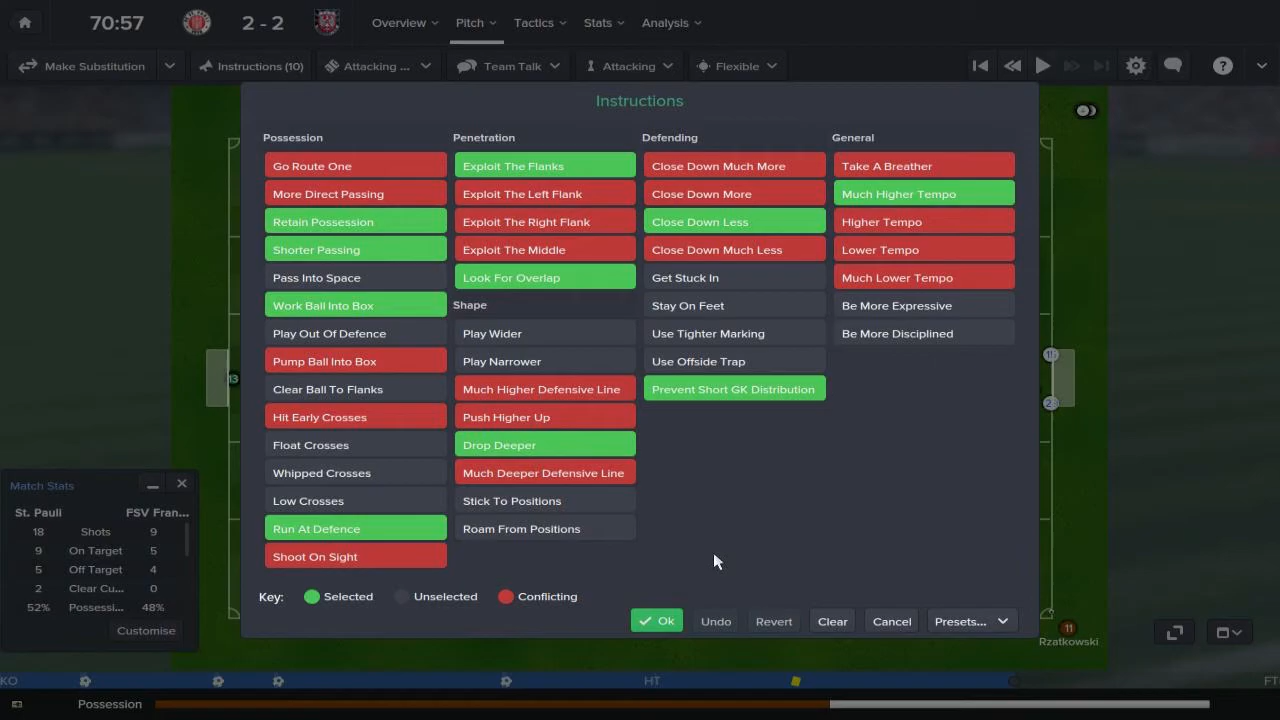 70:57
2 - 2
Overview
Pitch
Tactics
Stats
Analysis
Make Substitution
Instructions (10)
Attacking ...
Team Talk
Attacking
Flexible
?
Instructions
Possession
Go Route One
More Direct Passing
Retain Possession
Shorter Passing
Pass Into Space
Work Ball Into Box
Play Out Of Defence
Pump Ball Into Box
Clear Ball To Flanks
Hit Early Crosses
Float Crosses
Whipped Crosses
Low Crosses
Run At Defence
Shoot On Sight
Penetration
Exploit The Flanks
Exploit The Left Flank
Exploit The Right Flank
Exploit The Middle
Look For Overlap
Shape
Play Wider
Play Narrower
Much Higher Defensive Line
Push Higher Up
Drop Deeper
Much Deeper Defensive Line
Stick To Positions
Roam From Positions
Defending
Close Down Much More
Close Down More
Close Down Less
Close Down Much Less
Get Stuck In
Stay On Feet
Use Tighter Marking
Use Offside Trap
Prevent Short GK Distribution
General
Take A Breather
Much Higher Tempo
Higher Tempo
Lower Tempo
Much Lower Tempo
Be More Expressive
Be More Disciplined
Key: Selected Unselected Conflicting
Ok
Undo
Revert
Clear
Cancel
Presets...
13
Match Stats
St. Pauli FSV Fran...
18 Shots 9
9 On Target 5
5 Off Target 4
2 Clear Cu... 0
52% Possessi... 48%
Customise
11
Rzatkowski
KO
HT
FT
Possession